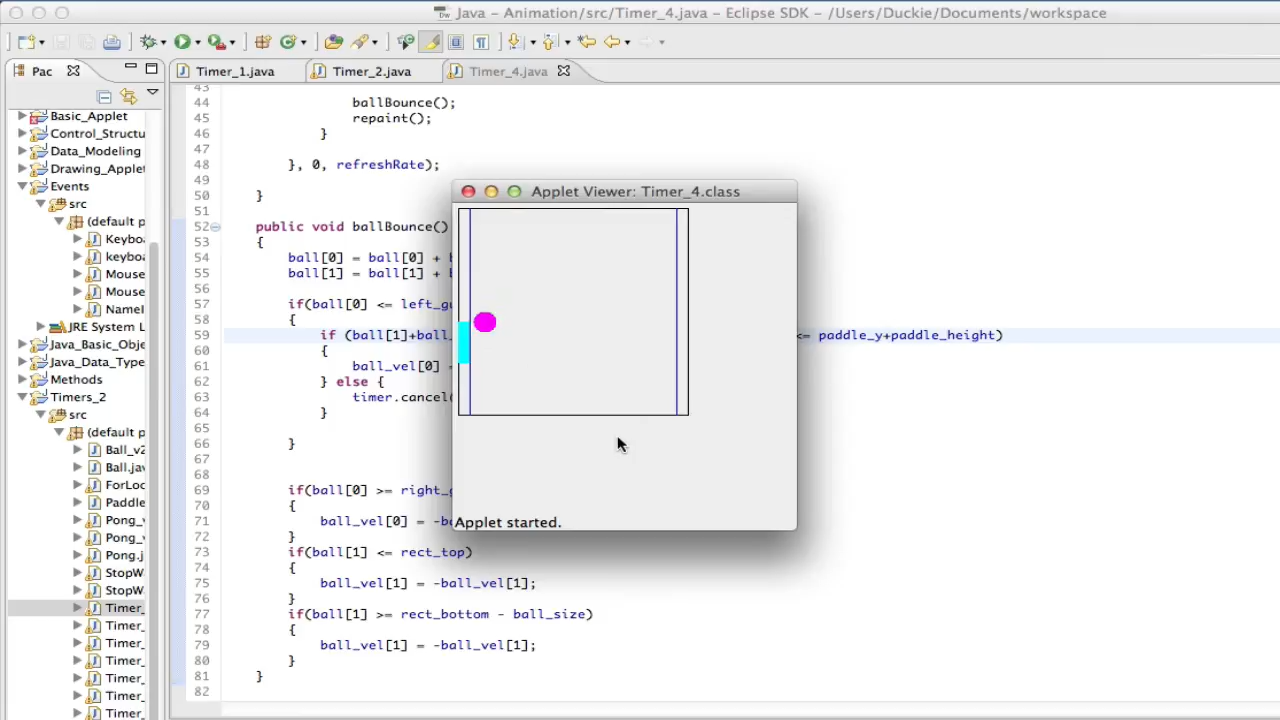 Java – Animation/src/Timer_4.java – Eclipse SDK – /Users/Duckie/Documents/workspace
Pac
Timer_1.java
Timer_2.java
Timer_4.java
Basic_Applet
Control_Structu
Data_Modeling
Drawing_Applet
Events
src
(default p
Keyboa
keyboa
Mouse
Mouse
NameI
JRE System L
Java_Basic_Obje
Java_Data_Type
Methods
Timers_2
src
(default p
Ball_v2
Ball.jav
ForLoc
Paddle
Pong_v
Pong_v
Pong.j
StopW
StopW
Timer_
Timer_
Timer_
Timer_
Timer_
Timer_
Timer_
43
44 ballBounce();
45 repaint();
46 }
47
48 }, 0, refreshRate);
49
50 }
51
52 public void ballBounce()
53 {
54 ball[0] = ball[0] + b
55 ball[1] = ball[1] + b
56
57 if(ball[0] <= left_gu
58 {
59 if (ball[1]+ball_ <= paddle_y+paddle_height)
60 {
61 ball_vel[0] =
62 } else {
63 timer.cancel(
64 }
65
66 }
67
68
69 if(ball[0] >= right_g
70 {
71 ball_vel[0] = -b
72 }
73 if(ball[1] <= rect_top)
74 {
75 ball_vel[1] = -ball_vel[1];
76 }
77 if(ball[1] >= rect_bottom - ball_size)
78 {
79 ball_vel[1] = -ball_vel[1];
80 }
81 }
82
Applet Viewer: Timer_4.class
Applet started.